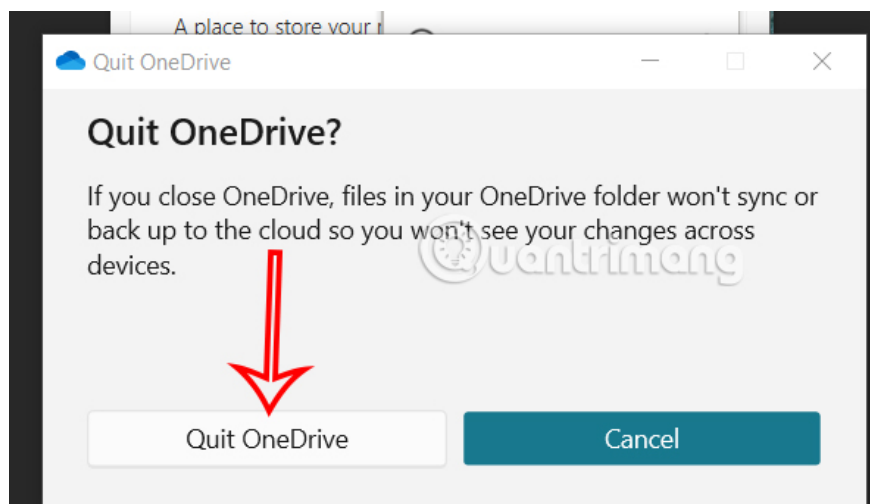 A place to store your
Quit OneDrive
Quit OneDrive?
If you close OneDrive, files in your OneDrive folder won't sync or
back up to the cloud so you won't see your changes across
devices.
uantrimang
Quit OneDrive
Cancel